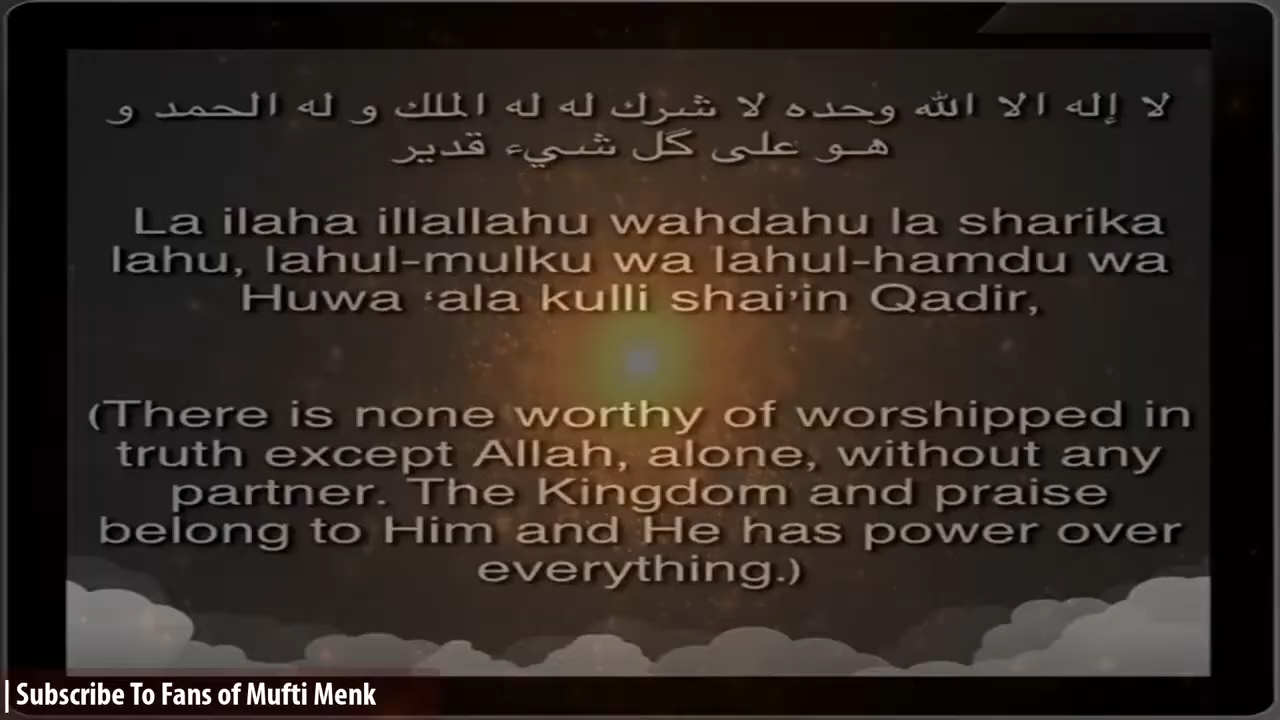 لا إله الا الله وحده لا شرك له له الملك و له الحمد و
هو على كل شيء قدير
La ilaha illallahu wahdahu la sharika
lahu, lahul-mulku wa lahul-hamdu wa
Huwa ‘ala kulli shai’in Qadir,
(There is none worthy of worshipped in
truth except Allah, alone, without any
partner. The Kingdom and praise
belong to Him and He has power over
everything.)
| Subscribe To Fans of Mufti Menk